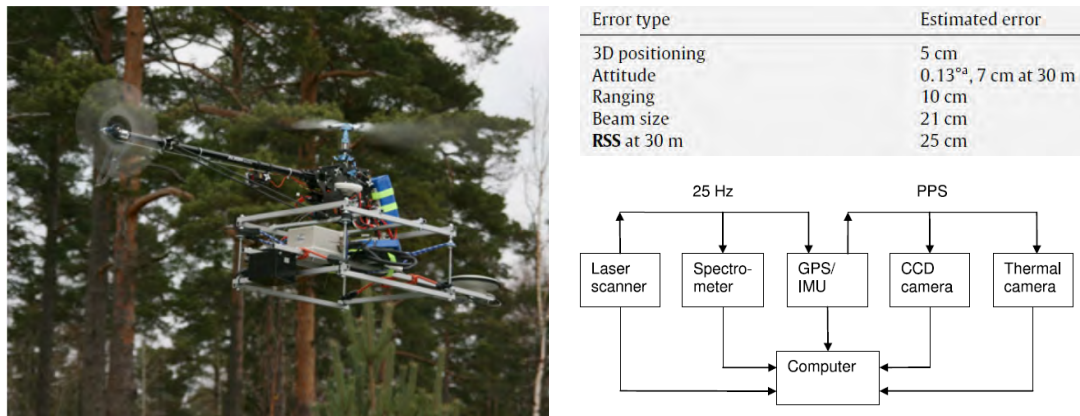 Error type Estimated error
3D positioning 5 cm
Attitude 0.13°ᵃ, 7 cm at 30 m
Ranging 10 cm
Beam size 21 cm
RSS at 30 m 25 cm
25 Hz PPS
Laser scanner
Spectro-
meter
GPS/
IMU
CCD
camera
Thermal
camera
Computer